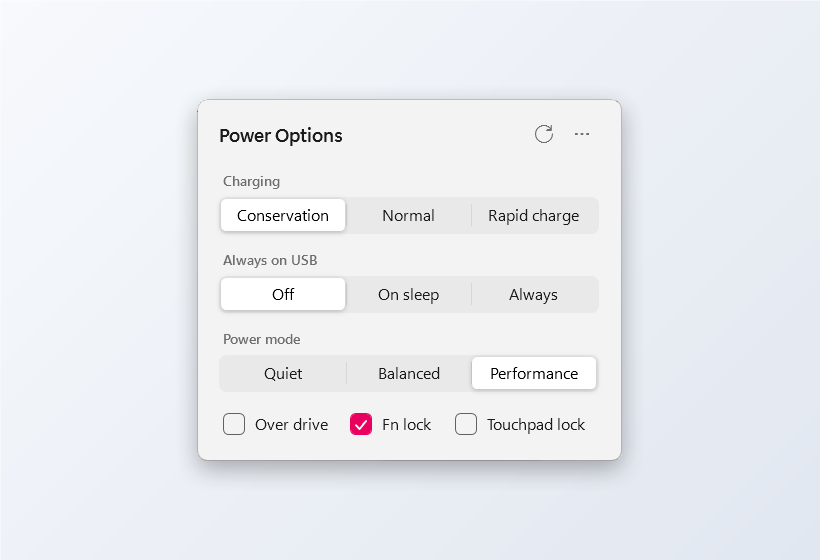 Power Options
Charging
Conservation Normal Rapid charge
Always on USB
Off On sleep Always
Power mode
Quiet Balanced Performance
Over drive Fn lock Touchpad lock